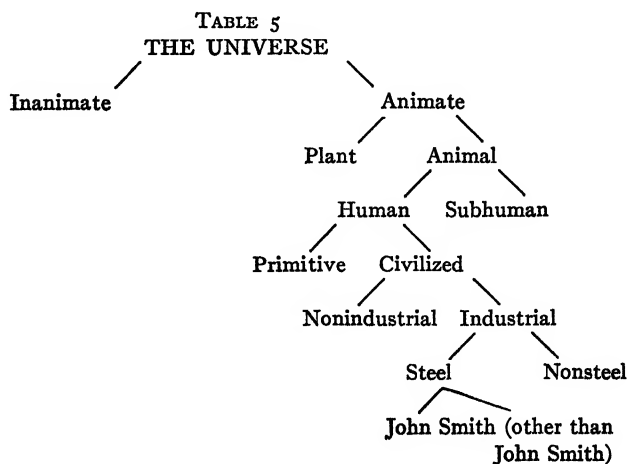 TABLE 5
THE UNIVERSE
Inanimate Animate
Plant Animal
Human Subhuman
Primitive Civilized
Nonindustrial Industrial
Steel Nonsteel
John Smith (other than
John Smith)